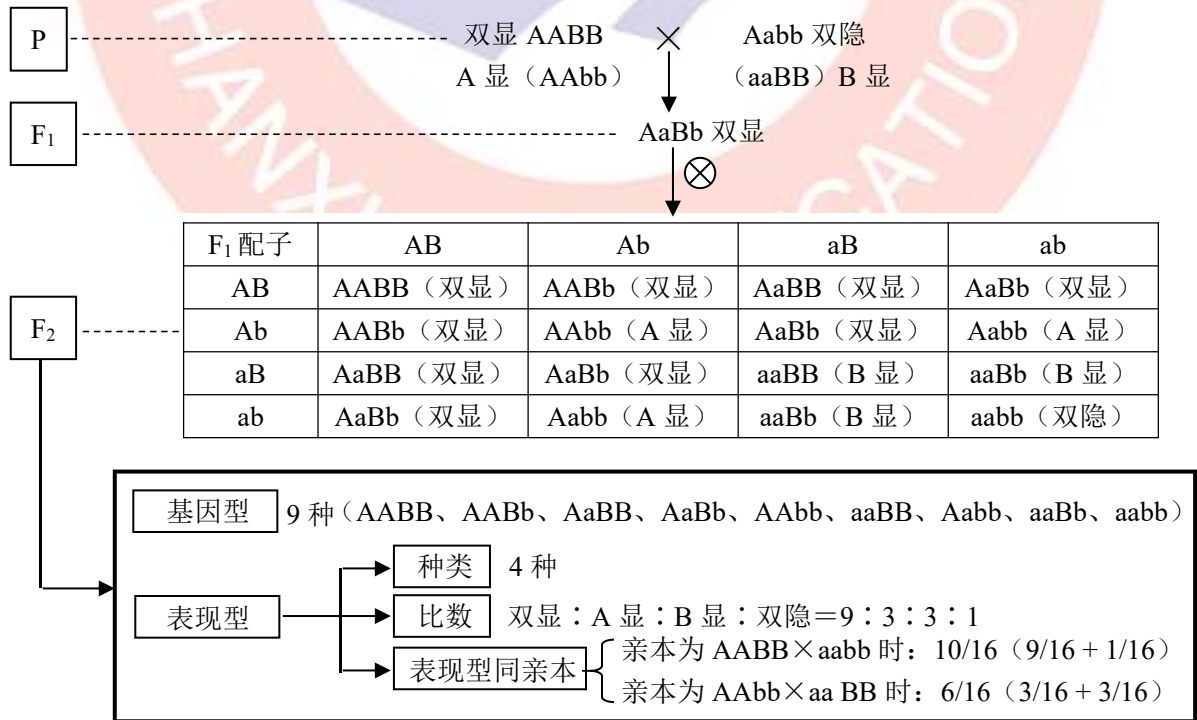 P 双显 AABB × Aabb 双隐
A 显（AAbb） （aaBB）B 显
F₁ AaBb 双显
⊗
F₁ 配子 AB Ab aB ab
AB AABB（双显） AABb（双显） AaBB（双显） AaBb（双显）
F₂ Ab AABb（双显） AAbb（A 显） AaBb（双显） Aabb（A 显）
aB AaBB（双显） AaBb（双显） aaBB（B 显） aaBb（B 显）
ab AaBb（双显） Aabb（A 显） aaBb（B 显） aabb（双隐）
基因型 9 种（AABB、AABb、AaBB、AaBb、AAbb、aaBB、Aabb、aaBb、aabb）
种类 4 种
表现型 比数 双显︰A 显︰B 显︰双隐＝9︰3︰3︰1
表现型同亲本 亲本为 AABB×aabb 时：10/16（9/16 + 1/16）
亲本为 AAbb×aa BB 时：6/16（3/16 + 3/16）